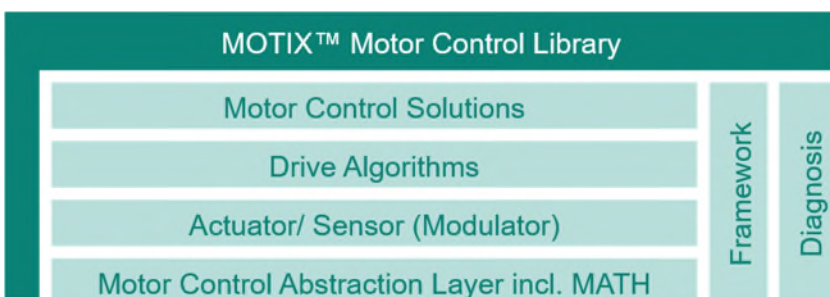 MOTIX™ Motor Control Library
Motor Control Solutions
Drive Algorithms
Actuator/ Sensor (Modulator)
Motor Control Abstraction Layer incl. MATH
Framework
Diagnosis